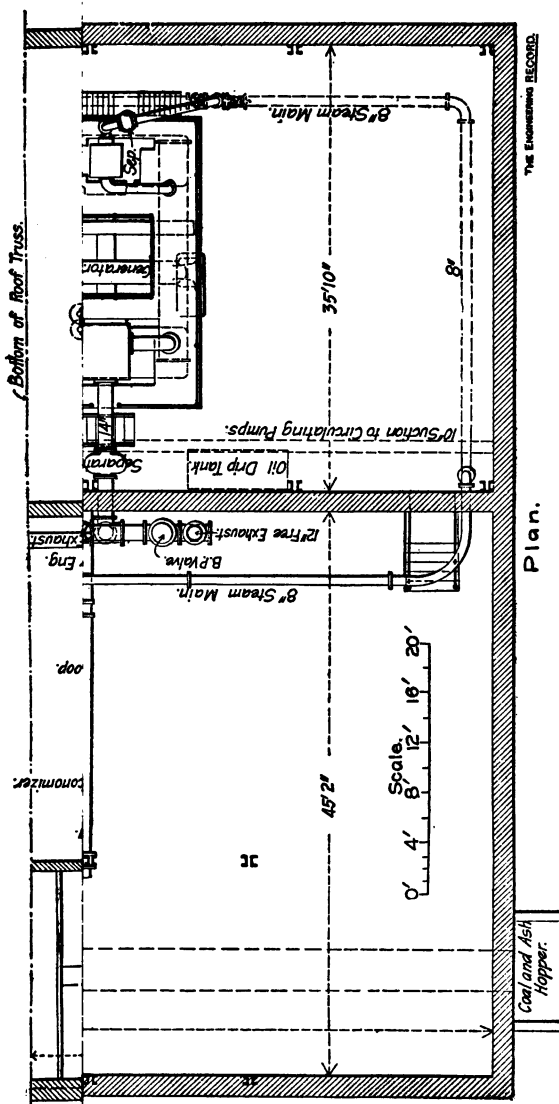 Bottom of Roof Truss.
THE ENGINEERING RECORD.
8" Steam Main.
Sep.
Generator
35'10"
8"
14"
10" Suction to Circulating Pumps.
Separat
Oil Drip Tank
Exhaust
Eng.
12" Free Exhaust.
B.P. Valve.
8" Steam Main.
Plan.
oop.
conomizer.
45'2"
Scale.
0' 4' 8' 12' 16' 20'
Coal and Ash
Hopper.